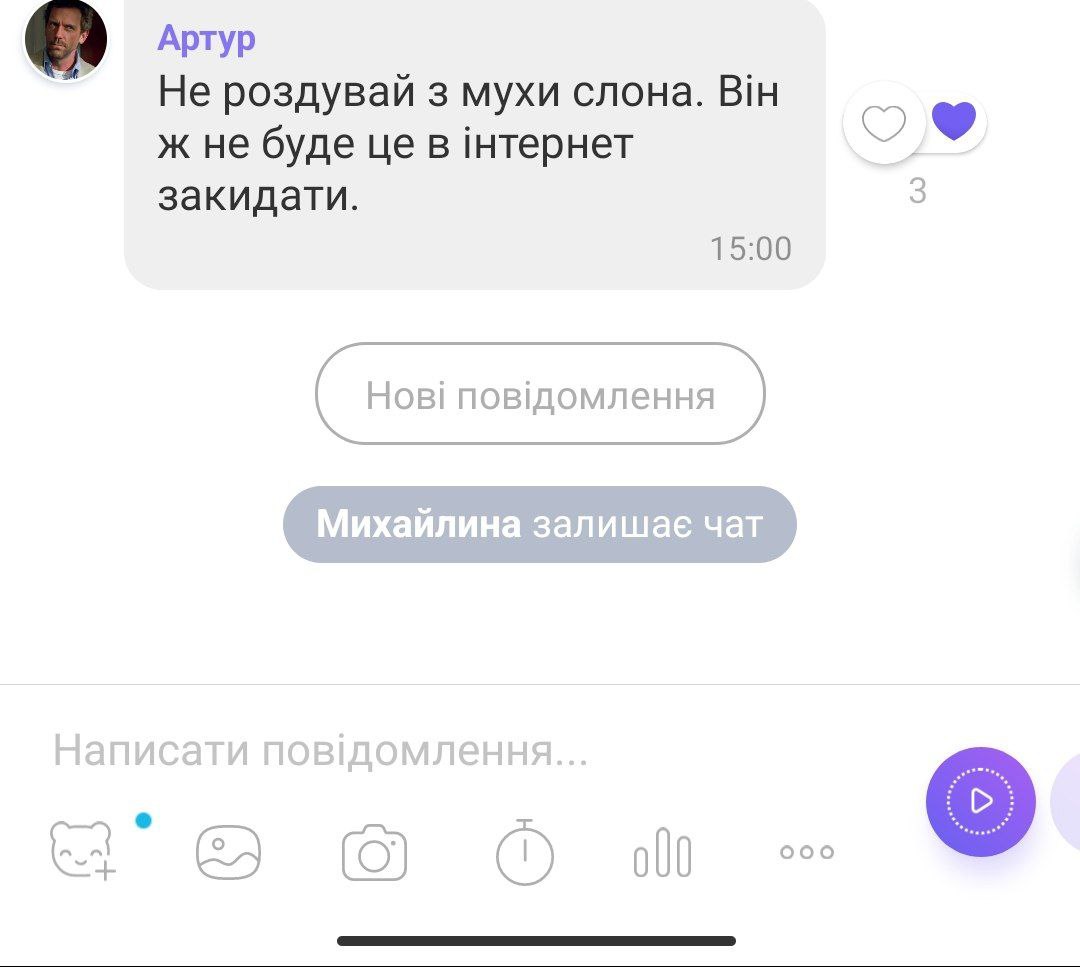 Артур
Не роздувай з мухи слона. Він
ж не буде це в інтернет
закидати.
15:00
3
Нові повідомлення
Михайлина залишає чат
Написати повідомлення...